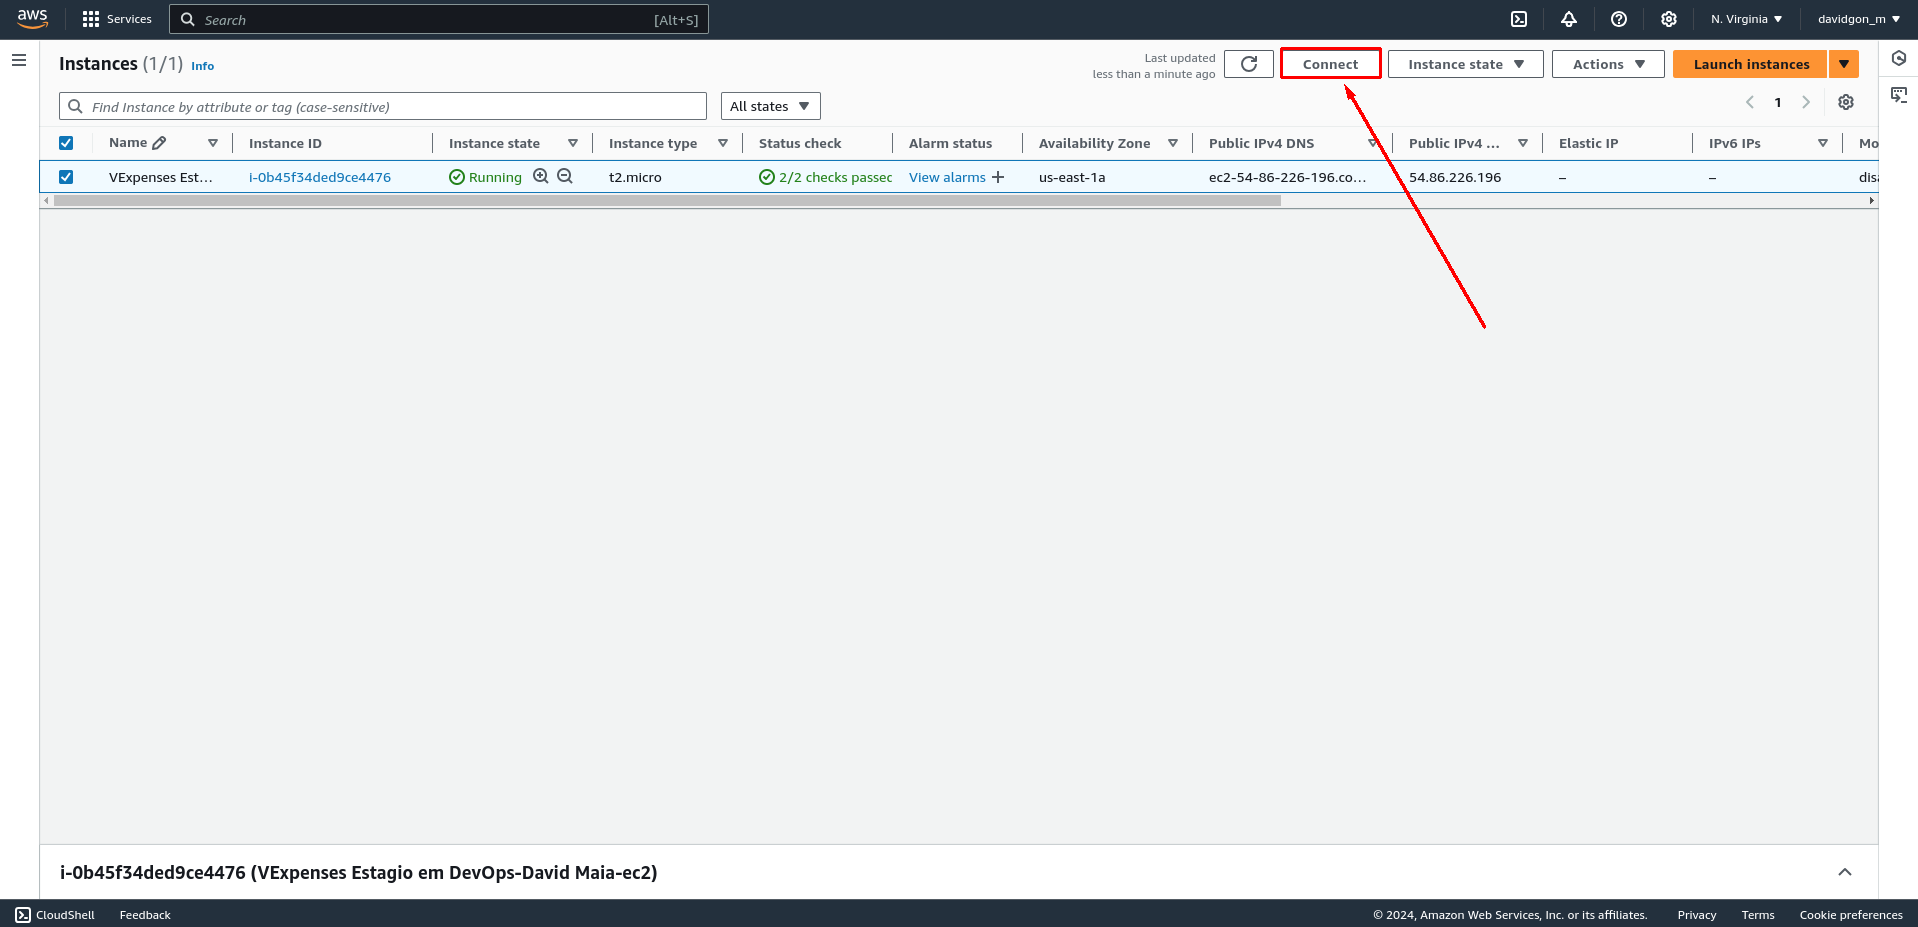 aws Services Search [Alt+S] N. Virginia davidgon_m
Instances (1/1) Info
Last updated
less than a minute ago
Connect Instance state Actions Launch instances
Find Instance by attribute or tag (case-sensitive) All states 1
Name Instance ID Instance state Instance type Status check Alarm status Availability Zone Public IPv4 DNS Public IPv4 ... Elastic IP IPv6 IPs Mo
VExpenses Est... i-0b45f34ded9ce4476 Running t2.micro 2/2 checks passec View alarms + us-east-1a ec2-54-86-226-196.co... 54.86.226.196 – – disa
i-0b45f34ded9ce4476 (VExpenses Estagio em DevOps-David Maia-ec2)
CloudShell Feedback © 2024, Amazon Web Services, Inc. or its affiliates. Privacy Terms Cookie preferences